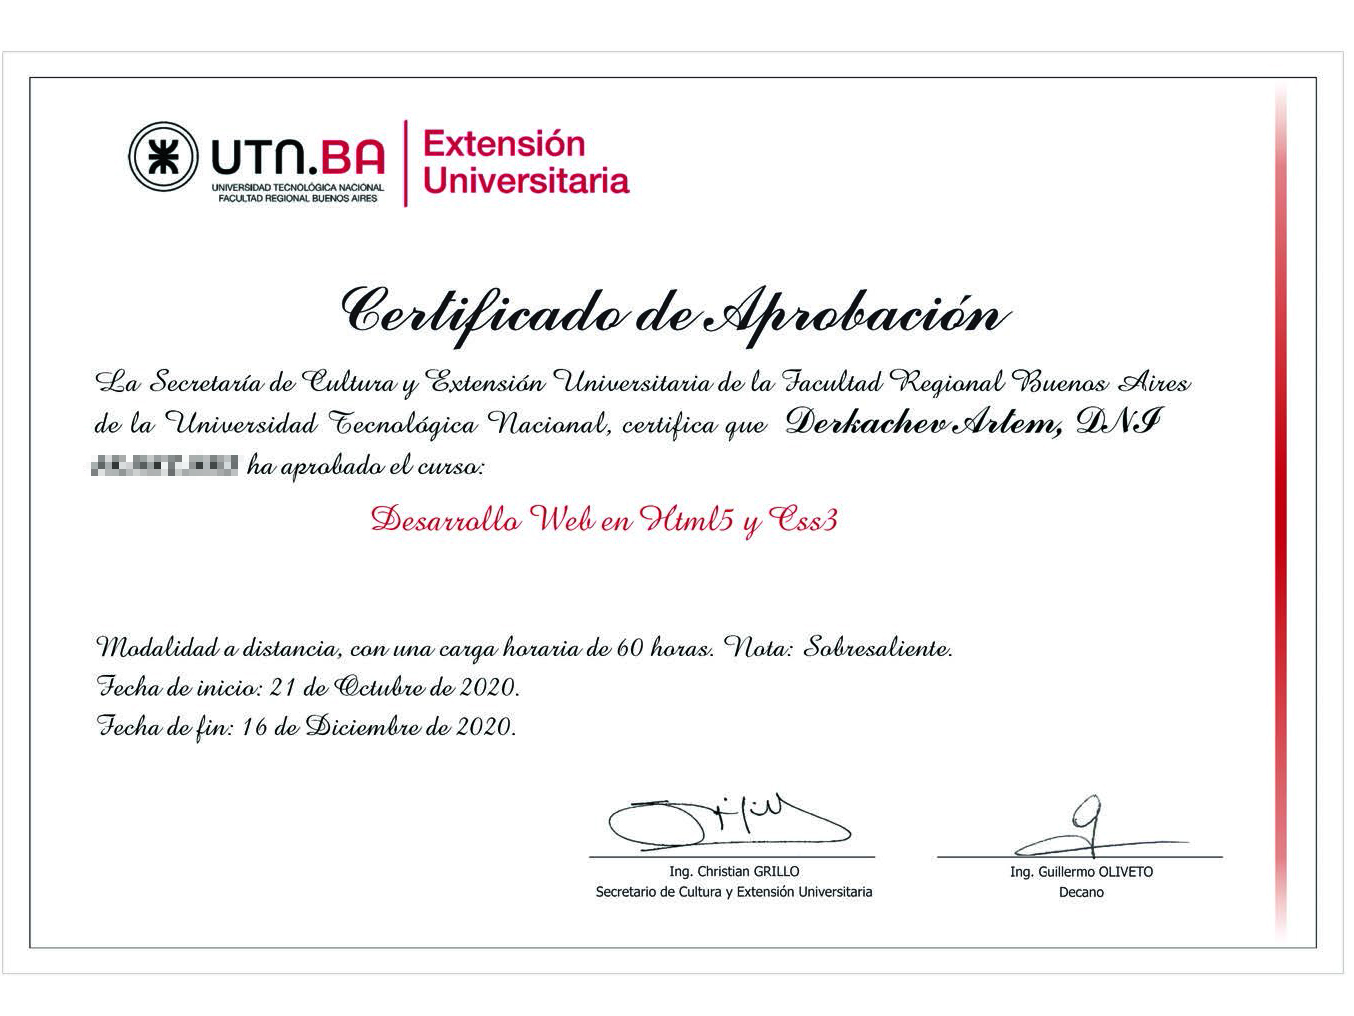 UTN.BA
UNIVERSIDAD TECNOLÓGICA NACIONAL
FACULTAD REGIONAL BUENOS AIRES
Extensión
Universitaria
Certificado de Aprobación
La Secretaría de Cultura y Extensión Universitaria de la Facultad Regional Buenos Aires
de la Universidad Tecnológica Nacional, certifica que Derkachev Artem, DNI
ha aprobado el curso:
Desarrollo Web en Html5 y Css3
Modalidad a distancia, con una carga horaria de 60 horas. Nota: Sobresaliente.
Fecha de inicio: 21 de Octubre de 2020.
Fecha de fin: 16 de Diciembre de 2020.
Ing. Christian GRILLO
Secretario de Cultura y Extensión Universitaria
Ing. Guillermo OLIVETO
Decano